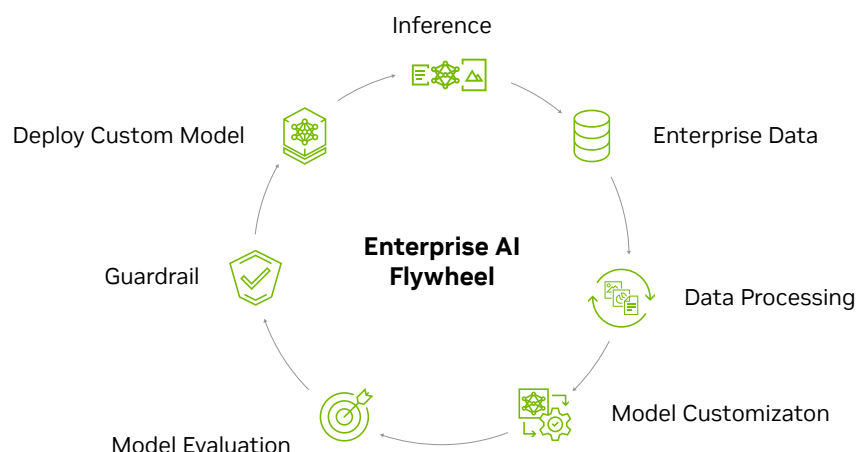 Inference
Deploy Custom Model
Enterprise Data
Enterprise AI
Flywheel
Guardrail
Data Processing
Model Customizaton
Model Evaluation